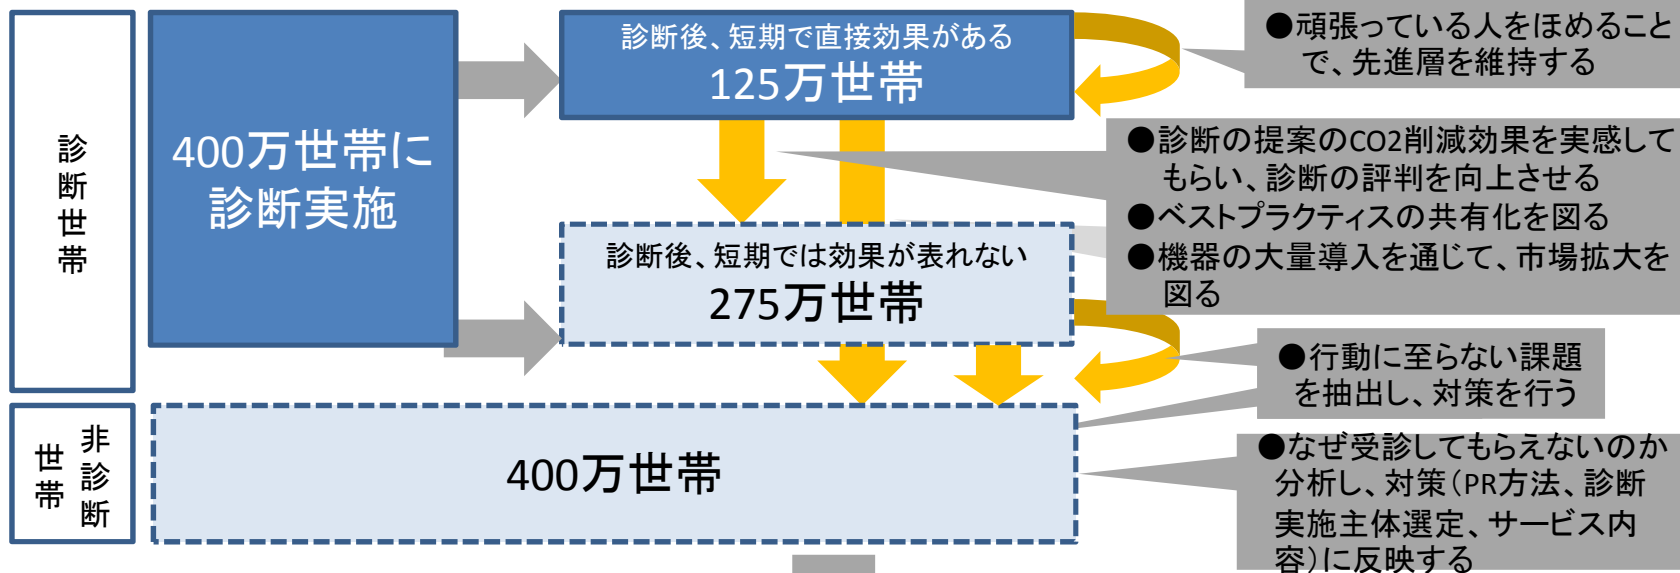 診断世帯
400万世帯に
診断実施
診断後、短期で直接効果がある
125万世帯
●頑張っている人をほめること
で、先進層を維持する
●診断の提案のCO2削減効果を実感して
もらい、診断の評判を向上させる
●ベストプラクティスの共有化を図る
●機器の大量導入を通じて、市場拡大を
図る
診断後、短期では効果が表れない
275万世帯
●行動に至らない課題
を抽出し、対策を行う
非診断
世帯
400万世帯
●なぜ受診してもらえないのか
分析し、対策（PR方法、診断
実施主体選定、サービス内
容）に反映する